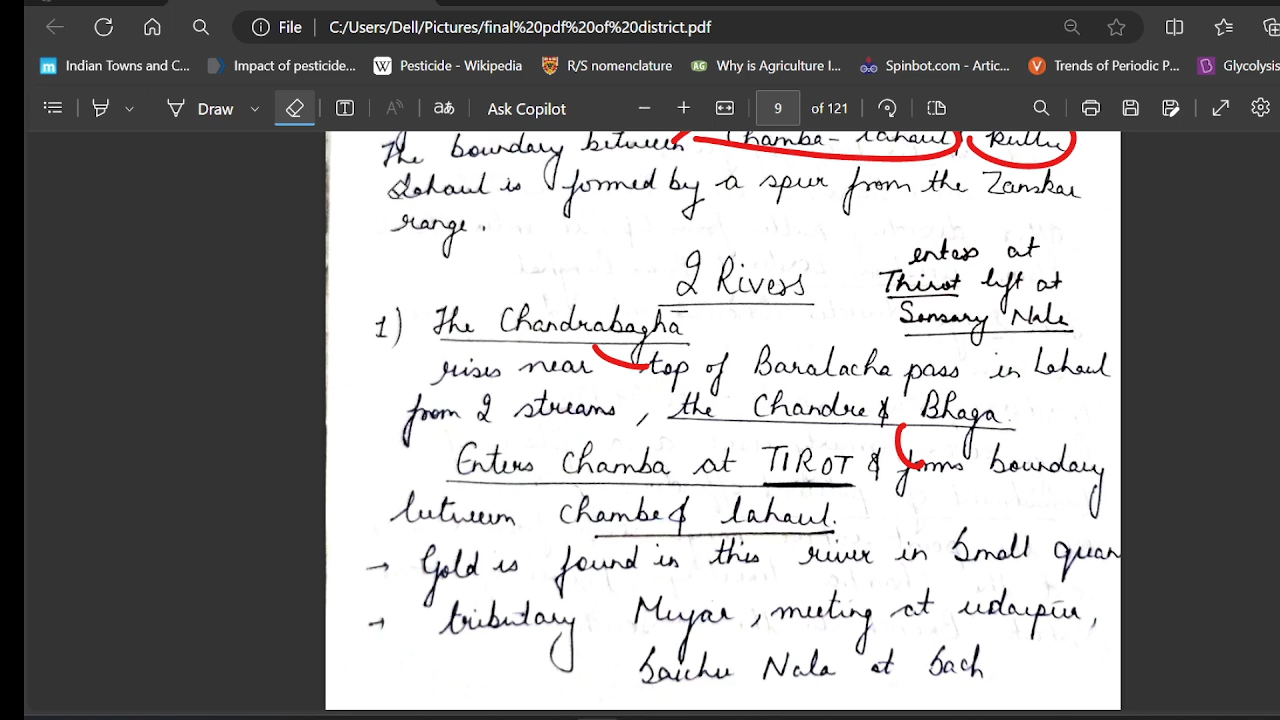 File C:/Users/Dell/Pictures/final%20pdf%20of%20district.pdf
m Indian Towns and C... Impact of pesticide... W Pesticide - Wikipedia R/S nomenclature AG Why is Agriculture I... Spinbot.com - Artic... V Trends of Periodic P... Glycolysis
Draw aあ Ask Copilot 9 of 121
The boundary between Chamba - Lahaul, Kullu
Lahaul is formed by a spur from the Zanskar
range.
2 Rivers
enters at
Thirot left at
Sansary Nala
1) The Chandrabagha
rises near top of Baralacha pass in Lahaul
from 2 streams, the Chandra & Bhaga.
Enters Chamba at TIROT & forms boundary
between Chamba & Lahaul.
→ Gold is found in this river in Small quan
→ tributary Miyar, meeting at udaipur,
Saichu Nala at Sach